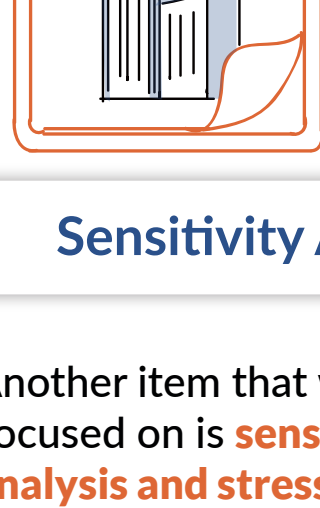 Sensitivity A
Another item that w
ocused on is sens
nalysis and stress